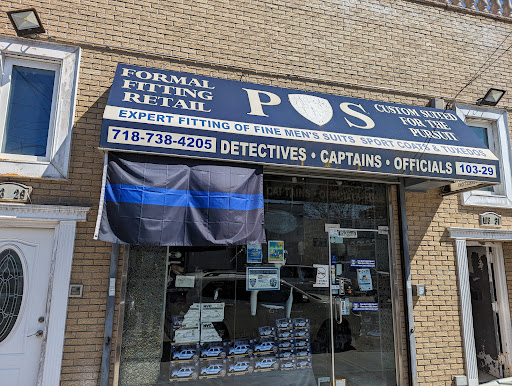 FORMAL
FITTING
RETAIL
P S
CUSTOM SUITED
FOR THE
PURSUIT
EXPERT FITTING OF FINE MEN'S SUITS SPORT COATS & TUXEDOS
718-738-4205
DETECTIVES • CAPTAINS • OFFICIALS
103-29